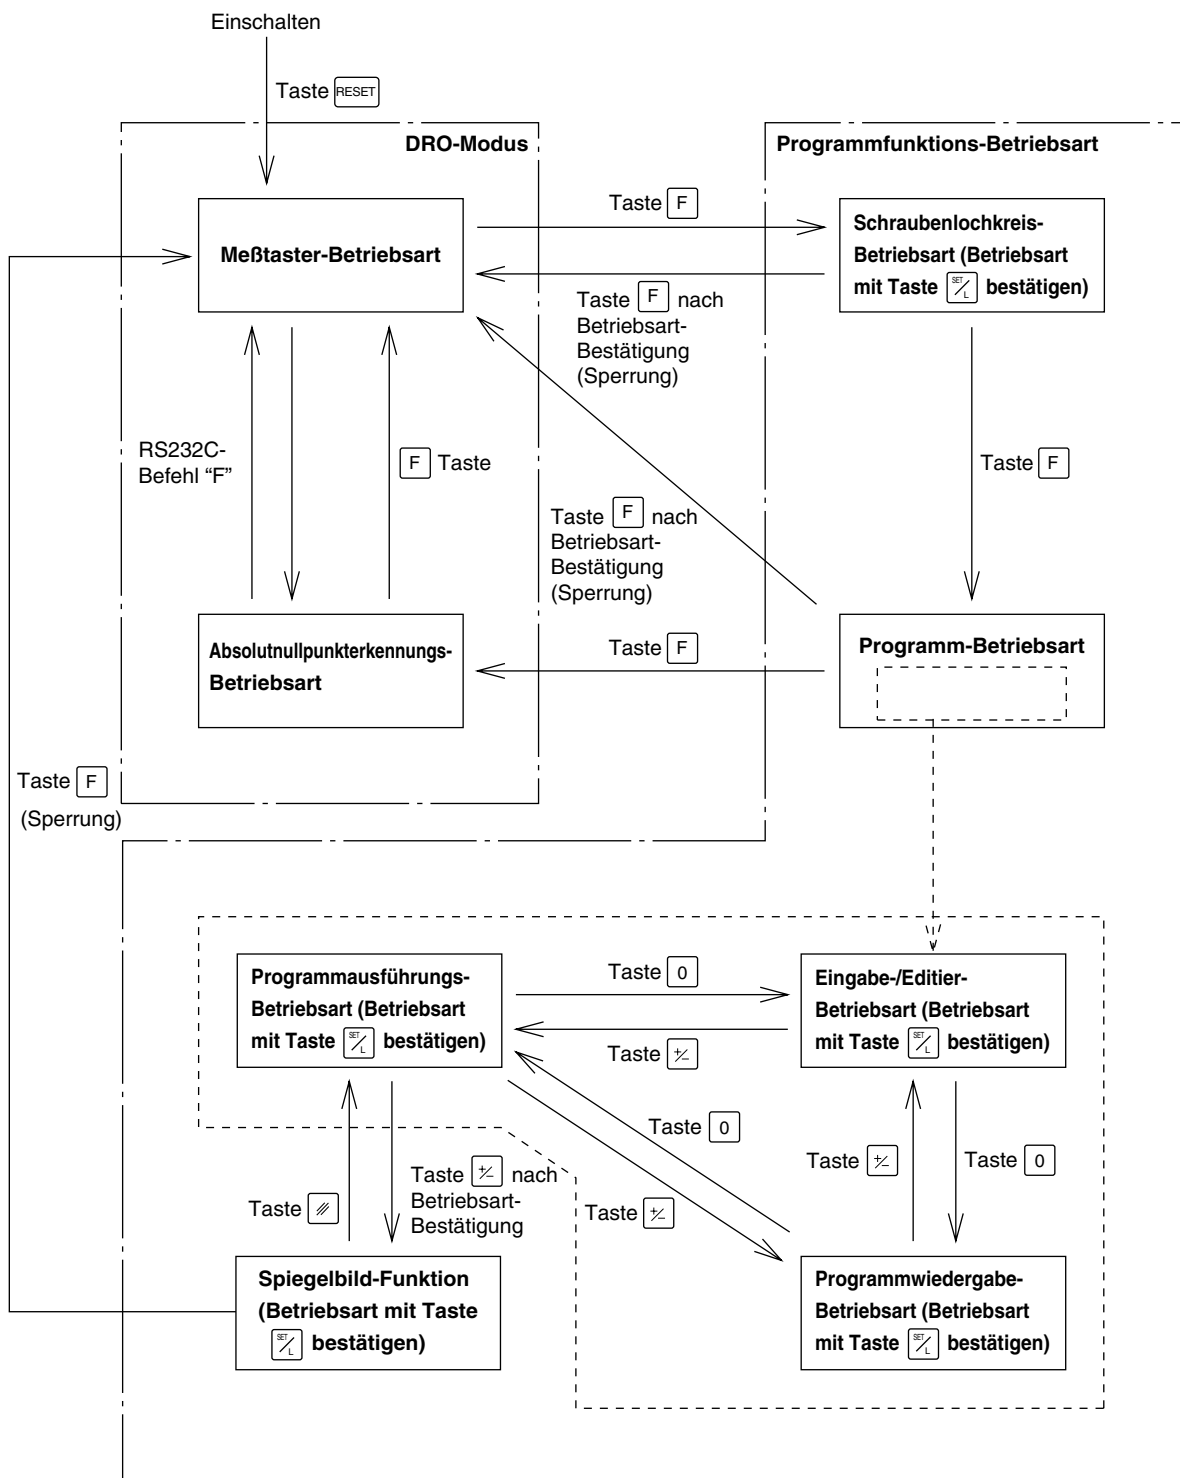 Einschalten
Taste RESET
DRO-Modus
Programmfunktions-Betriebsart
Meßtaster-Betriebsart
Taste F
Schraubenlochkreis-
Betriebsart (Betriebsart
mit Taste SET/L bestätigen)
Taste F nach
Betriebsart-
Bestätigung
(Sperrung)
RS232C-
Befehl “F”
F Taste
Taste F
Taste F nach
Betriebsart-
Bestätigung
(Sperrung)
Absolutnullpunkterkennungs-
Betriebsart
Taste F
Programm-Betriebsart
Taste F
(Sperrung)
Programmausführungs-
Betriebsart (Betriebsart
mit Taste SET/L bestätigen)
Taste 0
Taste +/−
Eingabe-/Editier-
Betriebsart (Betriebsart
mit Taste SET/L bestätigen)
Taste 0
Taste +/−
Taste 0
Taste +/− nach
Betriebsart-
Bestätigung
Taste
Taste +/−
Spiegelbild-Funktion
(Betriebsart mit Taste
SET/L bestätigen)
Programmwiedergabe-
Betriebsart (Betriebsart
mit Taste SET/L bestätigen)